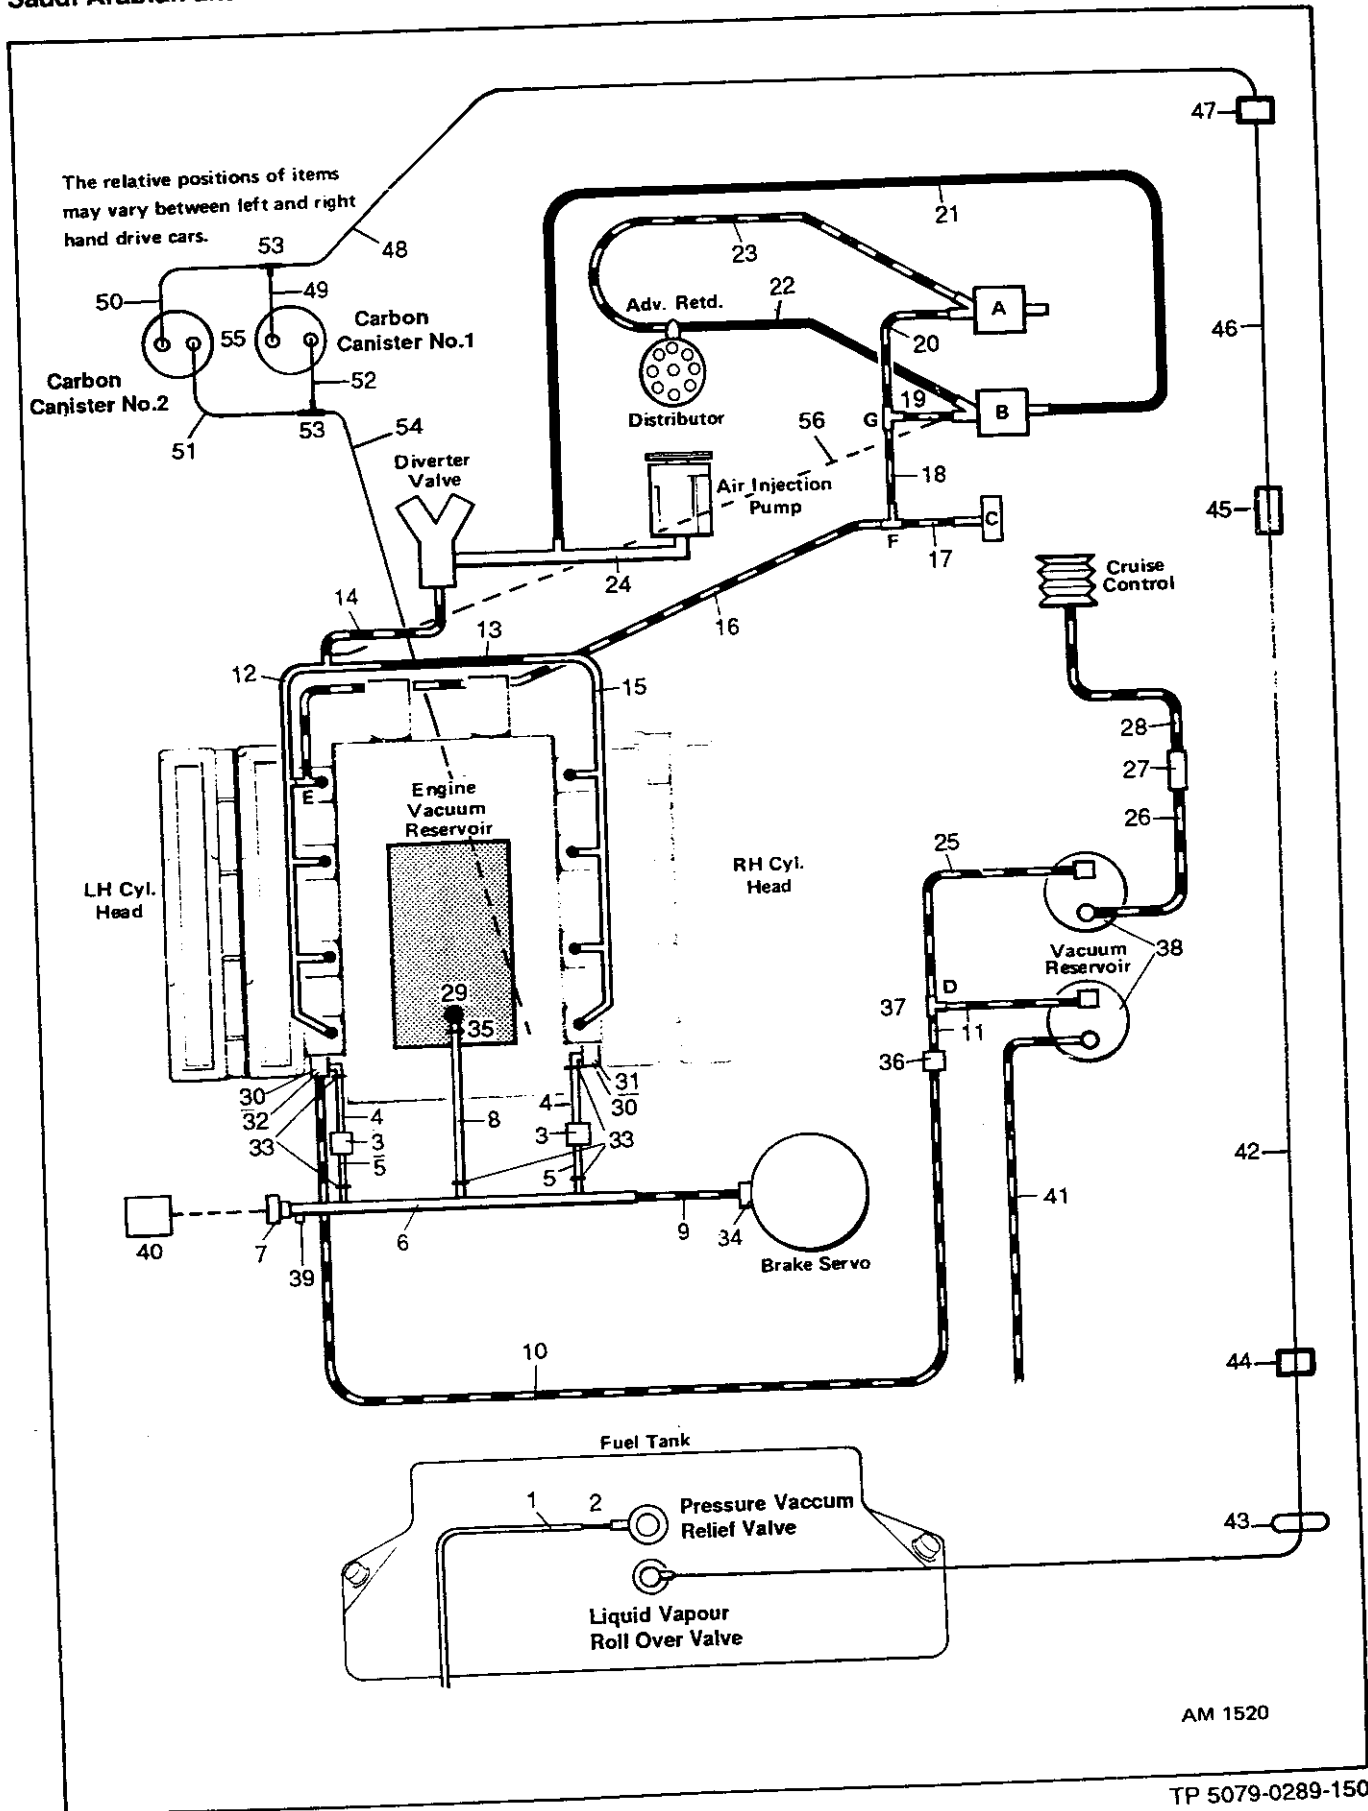 47
The relative positions of items
may vary between left and right
hand drive cars.
21
53
48
23
50
49
22
Adv. Retd.
A
Carbon
Canister No.1
55
20
46
Carbon
Canister No.2
52
19
B
Distributor
G
51
53
54
56
Diverter
Valve
18
Air Injection
Pump
45
C
F
17
24
Cruise
Control
14
13
16
12
15
28
27
E
Engine
Vacuum
Reservoir
26
25
RH Cyl.
Head
LH Cyl.
Head
38
Vacuum
Reservoir
29
D
37
35
11
36
30
32
31
30
4
4
8
33
3
3
33
5
5
42
41
40
7
6
9
34
39
Brake Servo
10
44
Fuel Tank
1
2
Pressure Vaccum
Relief Valve
43
Liquid Vapour
Roll Over Valve
AM 1520
TP 5079-0289-150